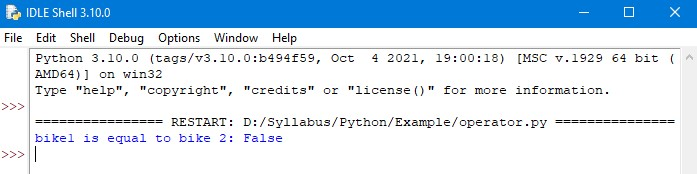 IDLE Shell 3.10.0
File Edit Shell Debug Options Window Help
Python 3.10.0 (tags/v3.10.0:b494f59, Oct  4 2021, 19:00:18) [MSC v.1929 64 bit (
AMD64)] on win32
Type "help", "copyright", "credits" or "license()" for more information.
>>>
================ RESTART: D:/Syllabus/Python/Example/operator.py ===============
bike1 is equal to bike 2: False
>>>